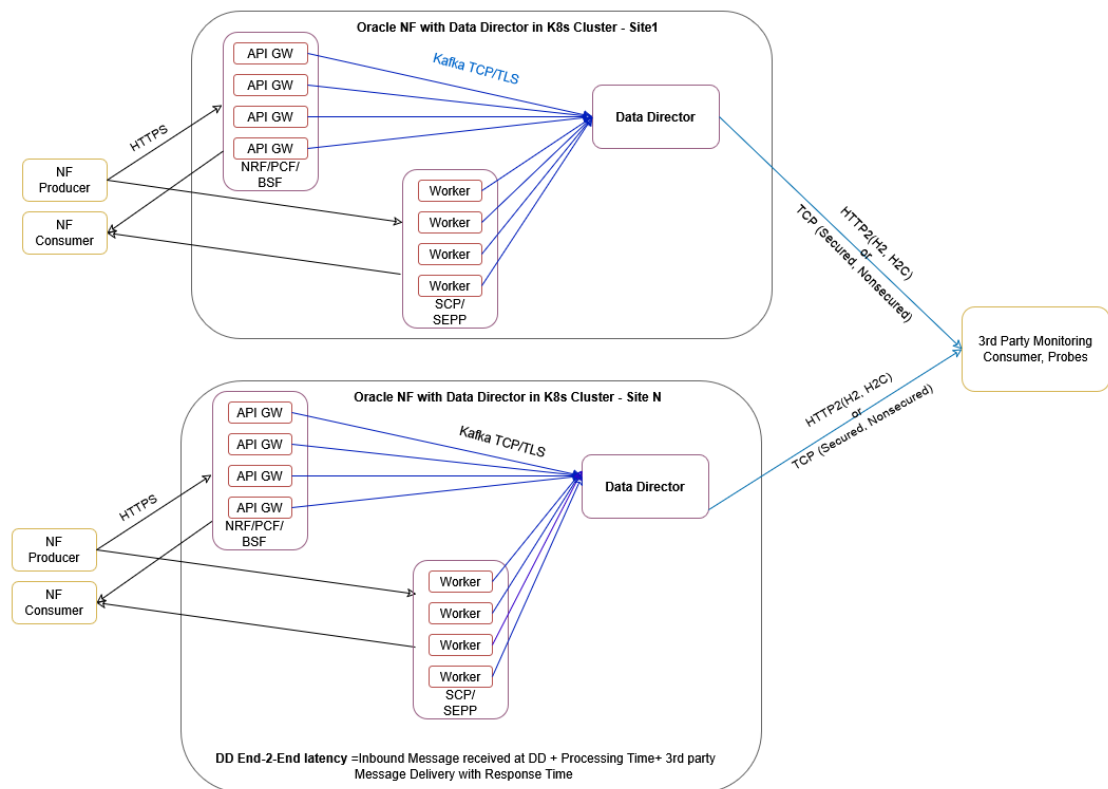 Oracle NF with Data Director in K8s Cluster - Site1
API GW
API GW
API GW
API GW
NRF/PCF/
BSF
Kafka TCP/TLS
Data Director
HTTPS
NF
Producer
NF
Consumer
Worker
Worker
Worker
Worker
SCP/
SEPP
HTTP2(H2, H2C)
or
TCP (Secured, Nonsecured)
3rd Party Monitoring
Consumer, Probes
Oracle NF with Data Director in K8s Cluster - Site N
API GW
API GW
API GW
API GW
NRF/PCF/
BSF
Kafka TCP/TLS
Data Director
HTTPS
NF
Producer
NF
Consumer
Worker
Worker
Worker
Worker
SCP/
SEPP
HTTP2(H2, H2C)
or
TCP (Secured, Nonsecured)
DD End-2-End latency =Inbound Message received at DD + Processing Time+ 3rd party
Message Delivery with Response Time